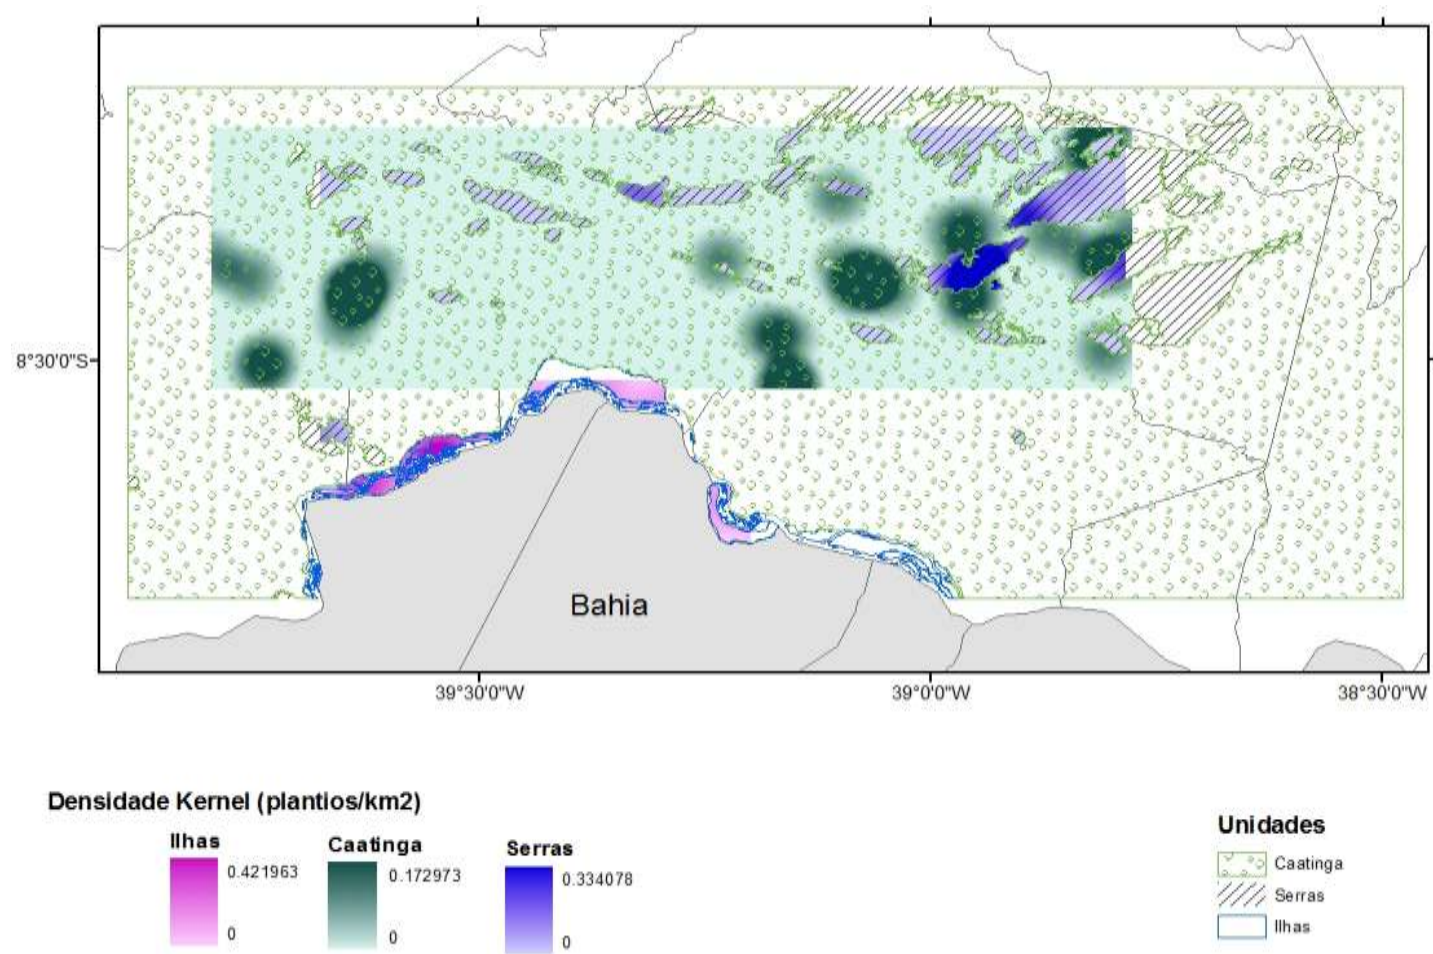 8°30'0"S
Bahia
39°30'0"W
39°0'0"W
38°30'0"W
Densidade Kernel (plantios/km2)
Ilhas
0.421963
0
Caatinga
0.172973
0
Serras
0.334078
0
Unidades
Caatinga
Serras
Ilhas